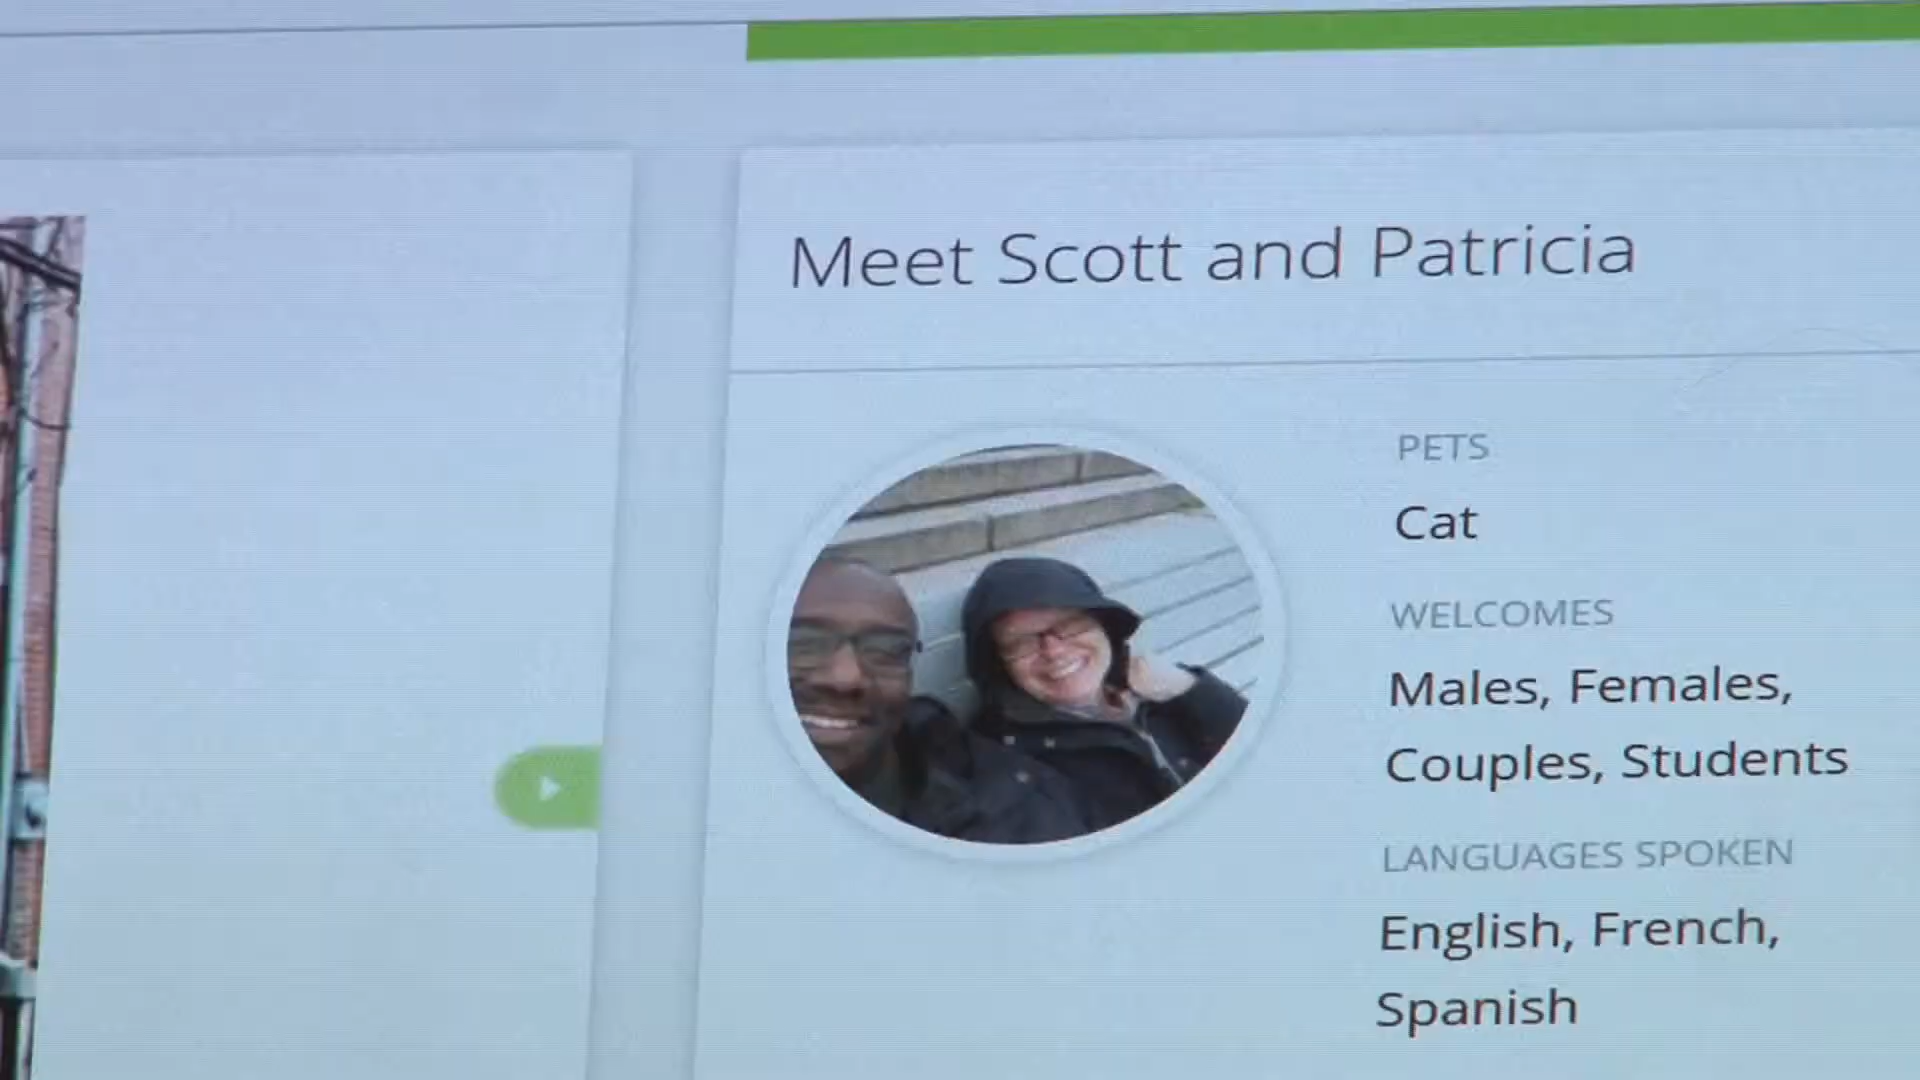 Meet Scott and Patricia
PETS
Cat
WELCOMES
Males, Females,
Couples, Students
LANGUAGES SPOKEN
English, French,
Spanish